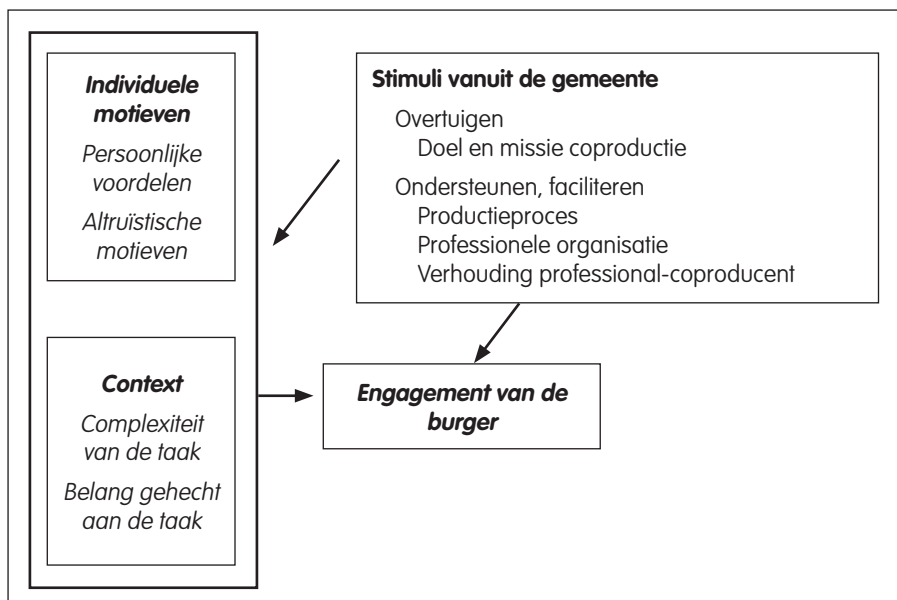 Individuele
motieven
Persoonlijke
voordelen
Altruïstische
motieven
Context
Complexiteit
van de taak
Belang gehecht
aan de taak
Stimuli vanuit de gemeente
Overtuigen
Doel en missie coproductie
Ondersteunen, faciliteren
Productieproces
Professionele organisatie
Verhouding professional-coproducent
Engagement van de
burger